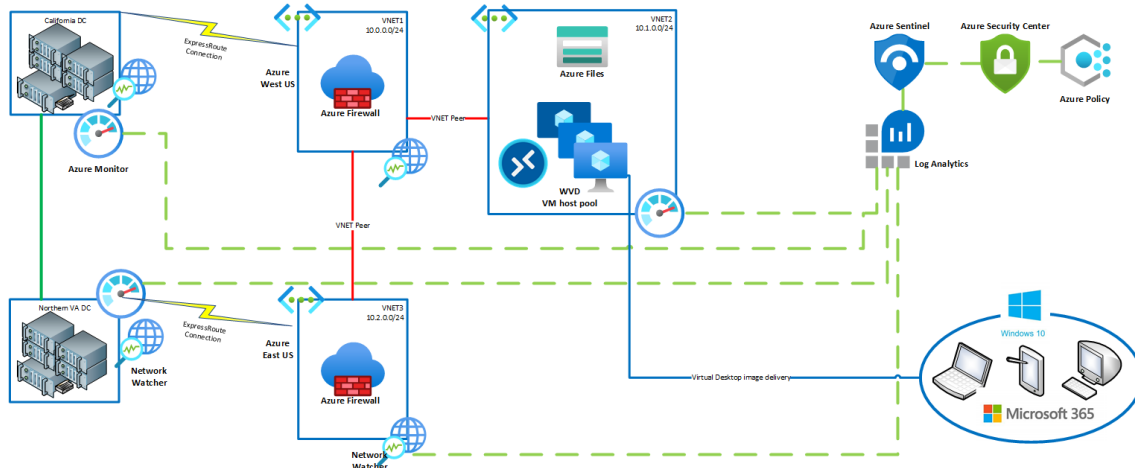 California DC
ExpressRoute
Connection
Azure Monitor
Azure
West US
VNET1
10.0.0.0/24
Azure Firewall
VNET Peer
VNET2
10.1.0.0/24
Azure Files
WVD
VM host pool
Azure Sentinel
Azure Security Center
Azure Policy
Log Analytics
VNET Peer
Northern VA DC
ExpressRoute
Connection
Network
Watcher
Azure
East US
VNET3
10.2.0.0/24
Azure Firewall
Network
Watcher
Virtual Desktop image delivery
Windows 10
Microsoft 365